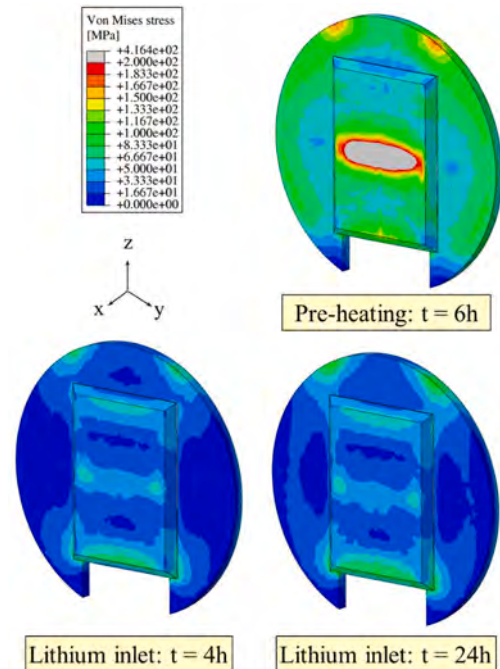 Von Mises stress
[MPa]
+4.164e+02
+2.000e+02
+1.833e+02
+1.667e+02
+1.500e+02
+1.333e+02
+1.167e+02
+1.000e+02
+8.333e+01
+6.667e+01
+5.000e+01
+3.333e+01
+1.667e+01
+0.000e+00
z
x
y
Pre-heating: t = 6h
Lithium inlet: t = 4h
Lithium inlet: t = 24h